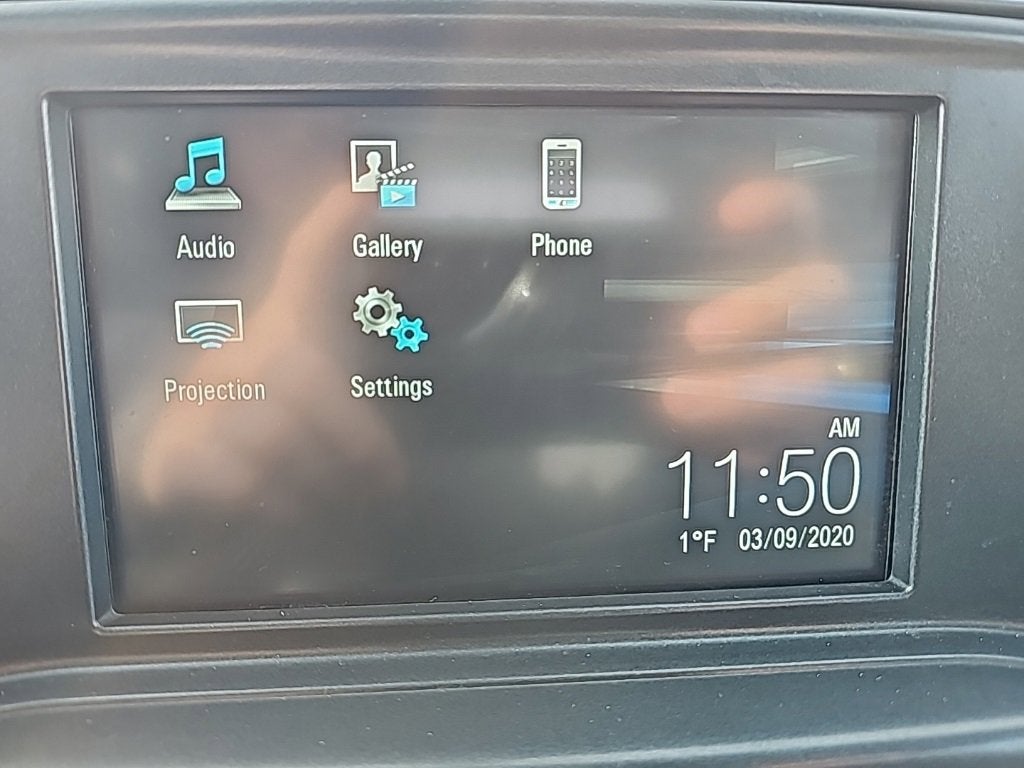 Audio Gallery Phone
Projection Settings
AM
11:50
1°F 03/09/2020